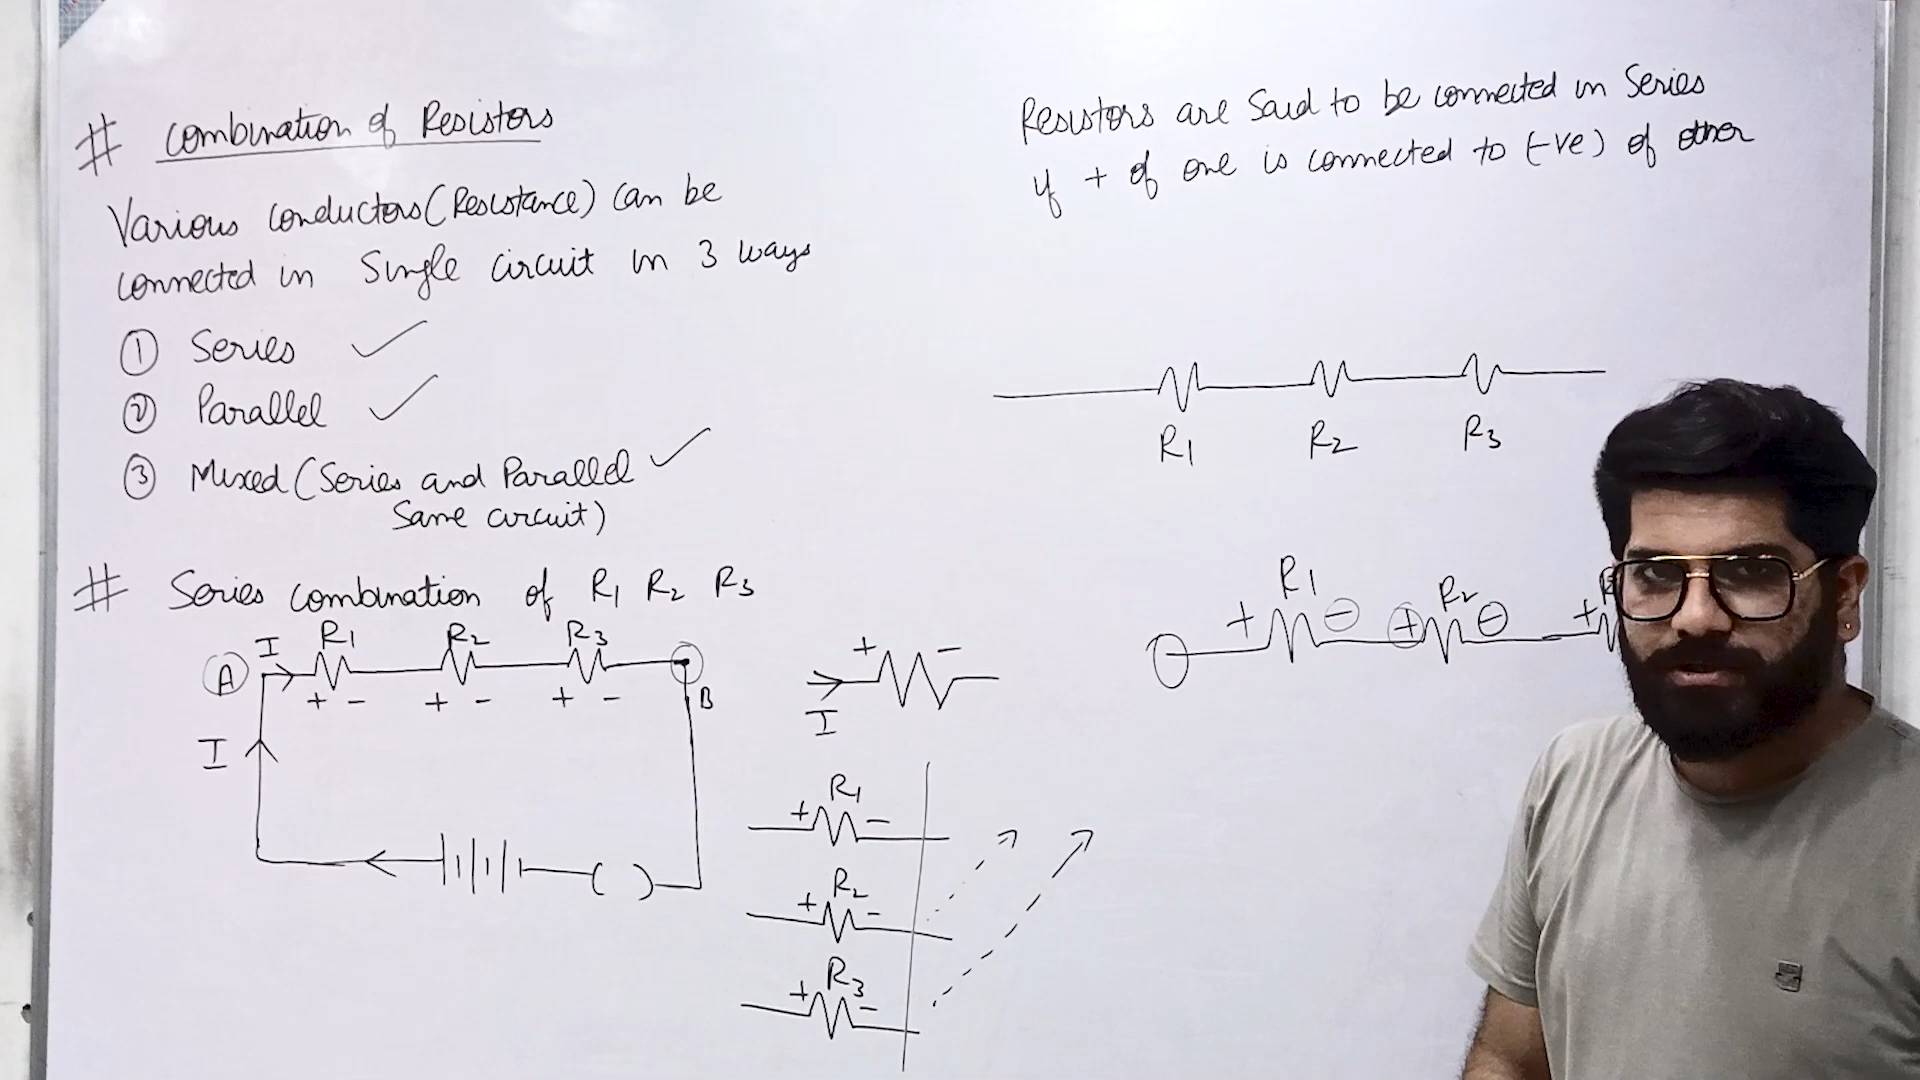 # Combination of Resistors
Various conductors (Resistance) can be
connected in Single circuit in 3 ways
① Series ✓
② Parallel ✓
③ Mixed (Series and Parallel ✓
Same circuit)
# Series combination of R1 R2 R3
A I R1 R2 R3
+ - + - + - B
I
+ -
I
R1
+ -
R2
+ -
R3
+ -
Resistors are Said to be connected in Series
if + of one is connected to (-ve) of other
R1 R2 R3
R1 R2
+ - + - +